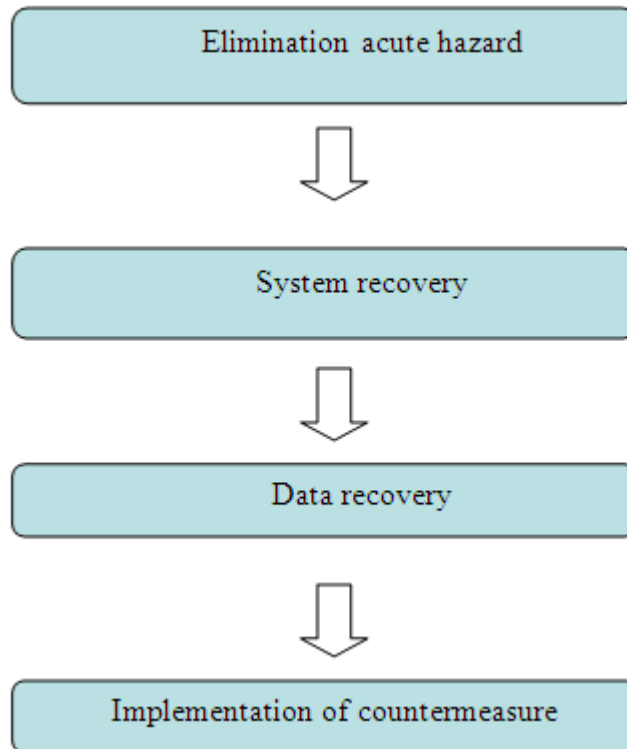 Elimination acute hazard
System recovery
Data recovery
Implementation of countermeasure